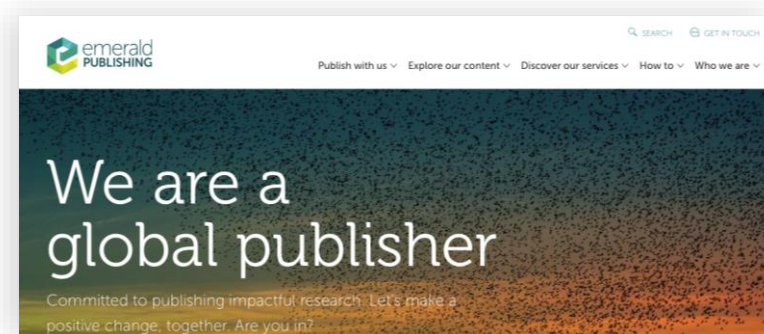 SEARCH GET IN TOUCH
emerald
PUBLISHING
Publish with us Explore our content Discover our services How to Who we are
We are a
global publisher
Committed to publishing impactful research. Let's make a
positive change, together. Are you in?